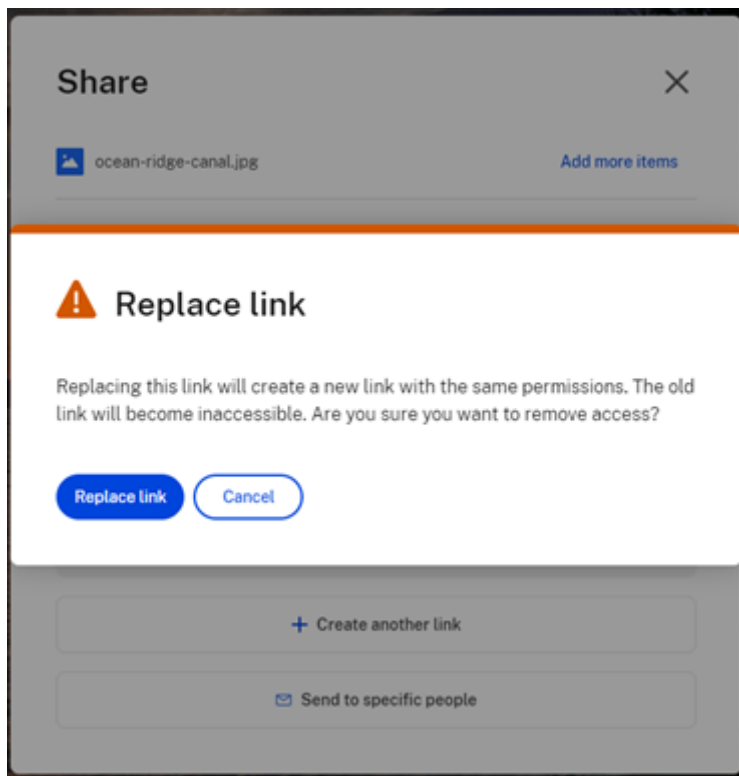 Share
ocean-ridge-canal.jpg
Add more items
Replace link
Replacing this link will create a new link with the same permissions. The old
link will become inaccessible. Are you sure you want to remove access?
Replace link
Cancel
+ Create another link
Send to specific people